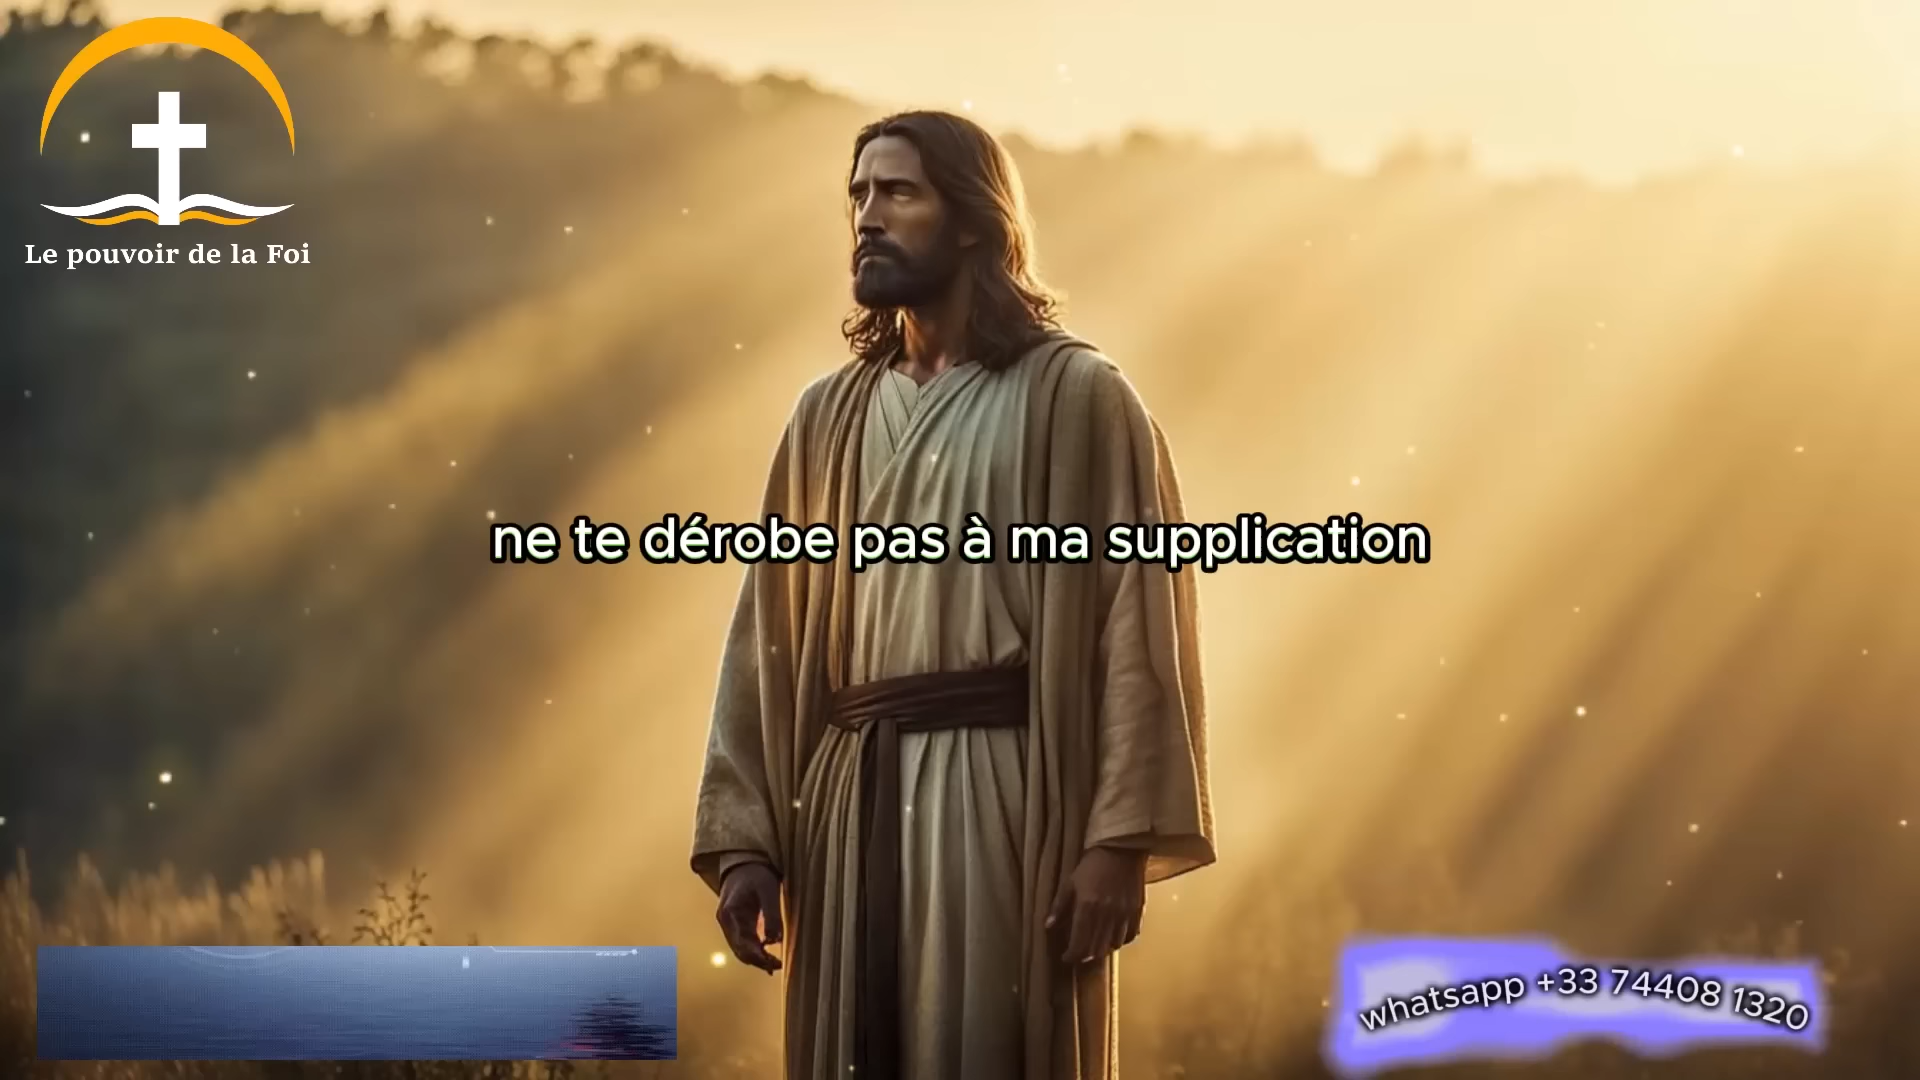 Le pouvoir de la Foi
ne te dérobe pas à ma supplication
whatsapp +33 74408 1320